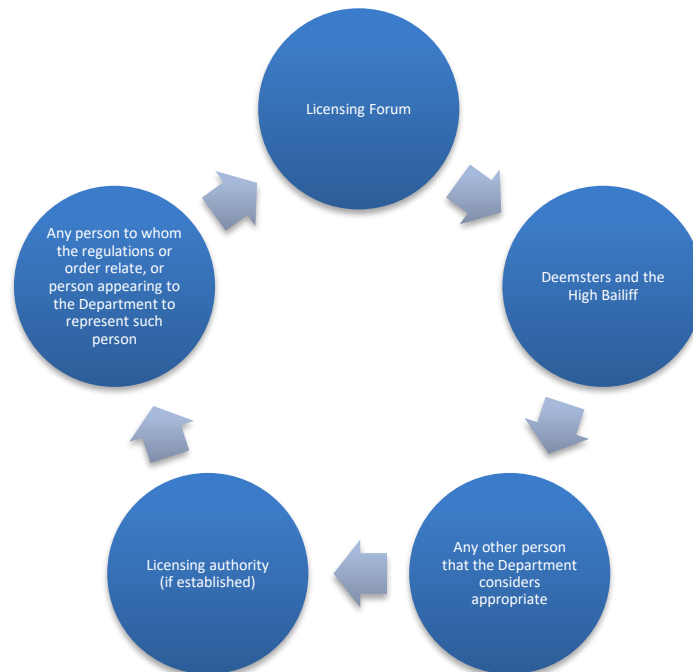 Licensing Forum
Deemsters and the
High Bailiff
Any other person
that the Department
considers
appropriate
Licensing authority
(if established)
Any person to whom
the regulations or
order relate, or
person appearing to
the Department to
represent such
person